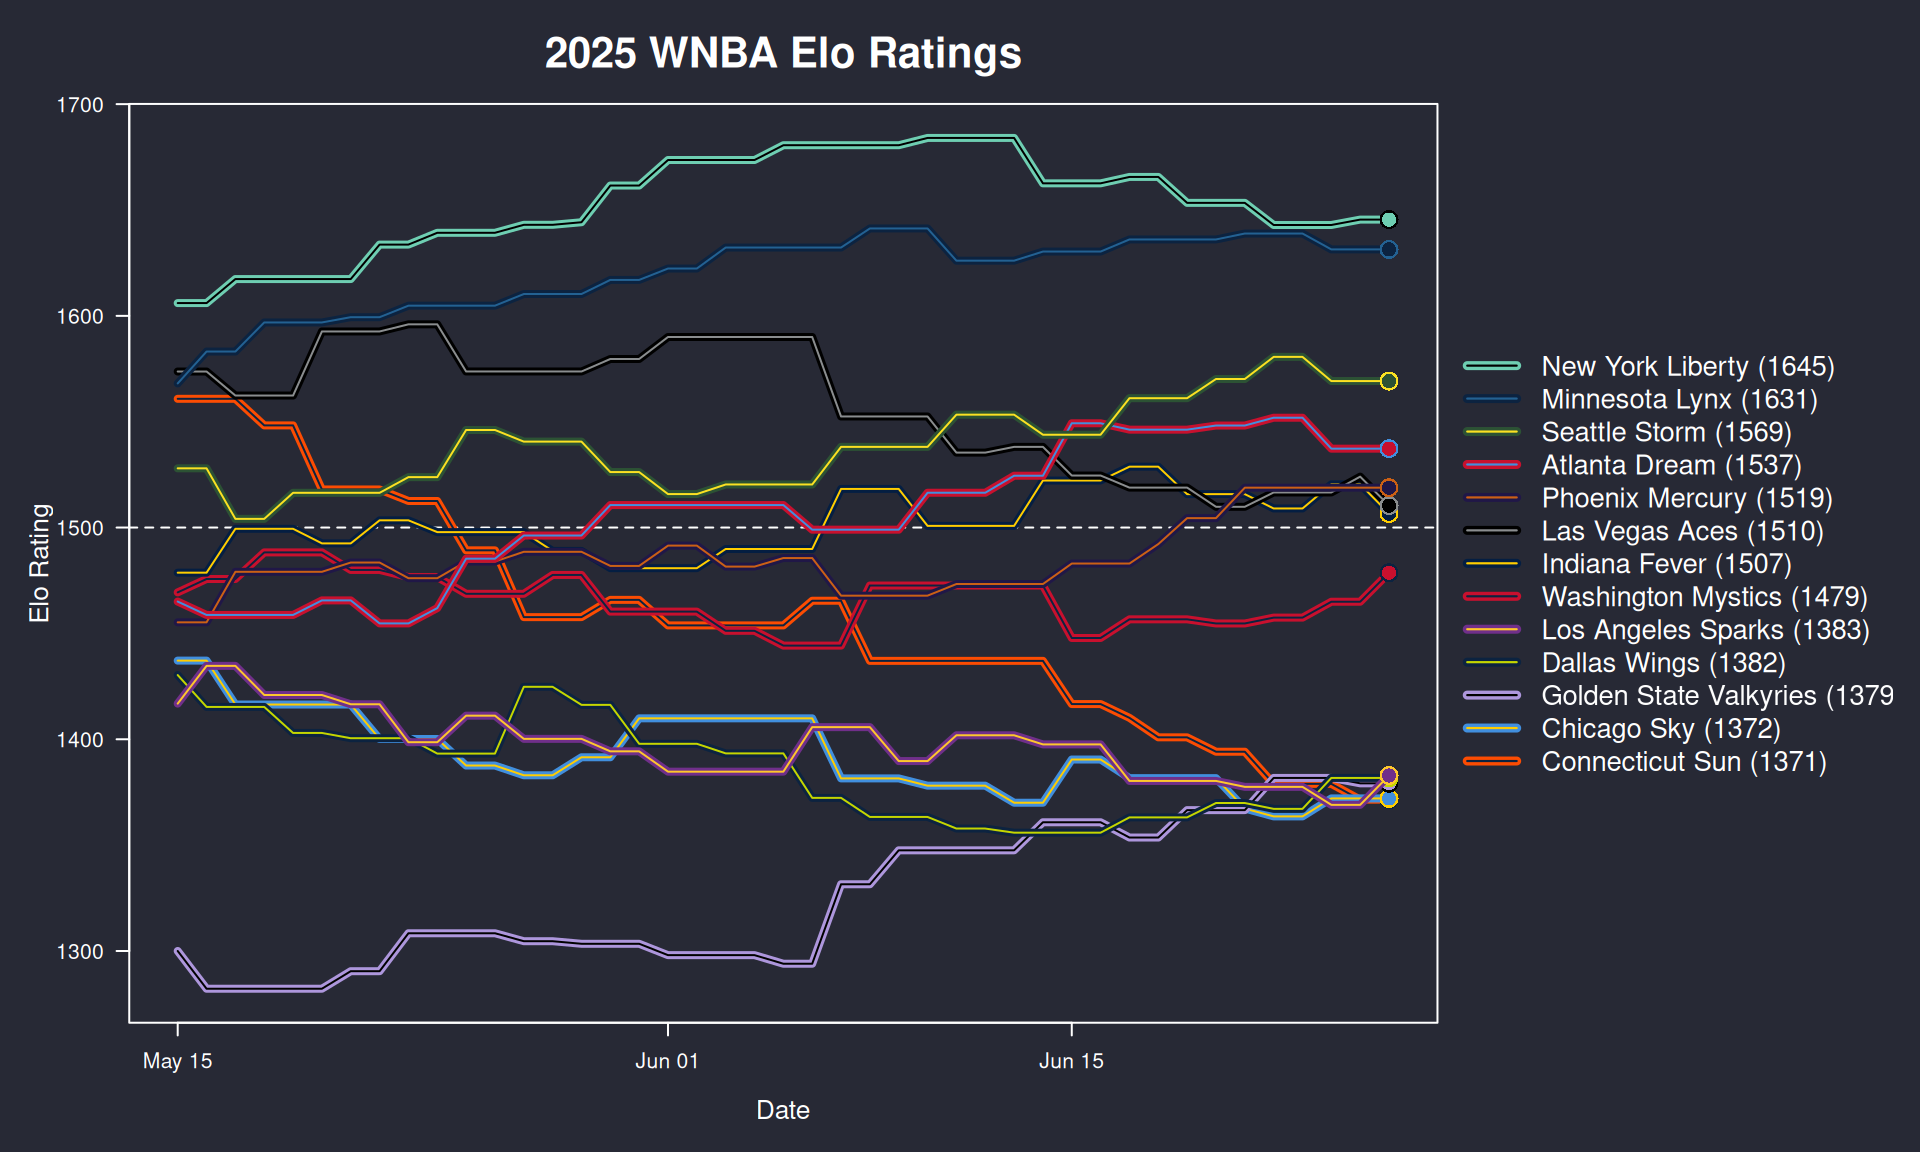 2025 WNBA Elo Ratings
1700
1600
1500
1400
1300
Elo Rating
May 15
Jun 01
Jun 15
Date
New York Liberty (1645)
Minnesota Lynx (1631)
Seattle Storm (1569)
Atlanta Dream (1537)
Phoenix Mercury (1519)
Las Vegas Aces (1510)
Indiana Fever (1507)
Washington Mystics (1479)
Los Angeles Sparks (1383)
Dallas Wings (1382)
Golden State Valkyries (1379
Chicago Sky (1372)
Connecticut Sun (1371)